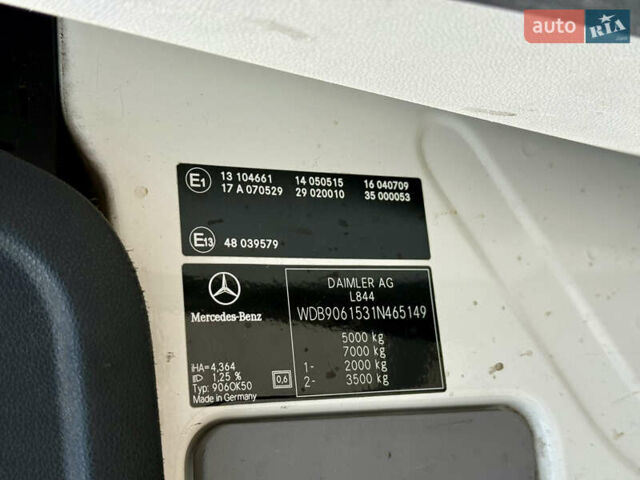 auto RIA
.com
E1 13 104661 14 050515 16 040709
17 A 070529 29 020010 35 000053
E13 48 039579
Mercedes-Benz
DAIMLER AG
L844
WDB9061531N465149
5000 kg
7000 kg
1- 2000 kg
2- 3500 kg
iHA=4,364
1,25 %
Typ: 906OK50
0,6
Made in Germany